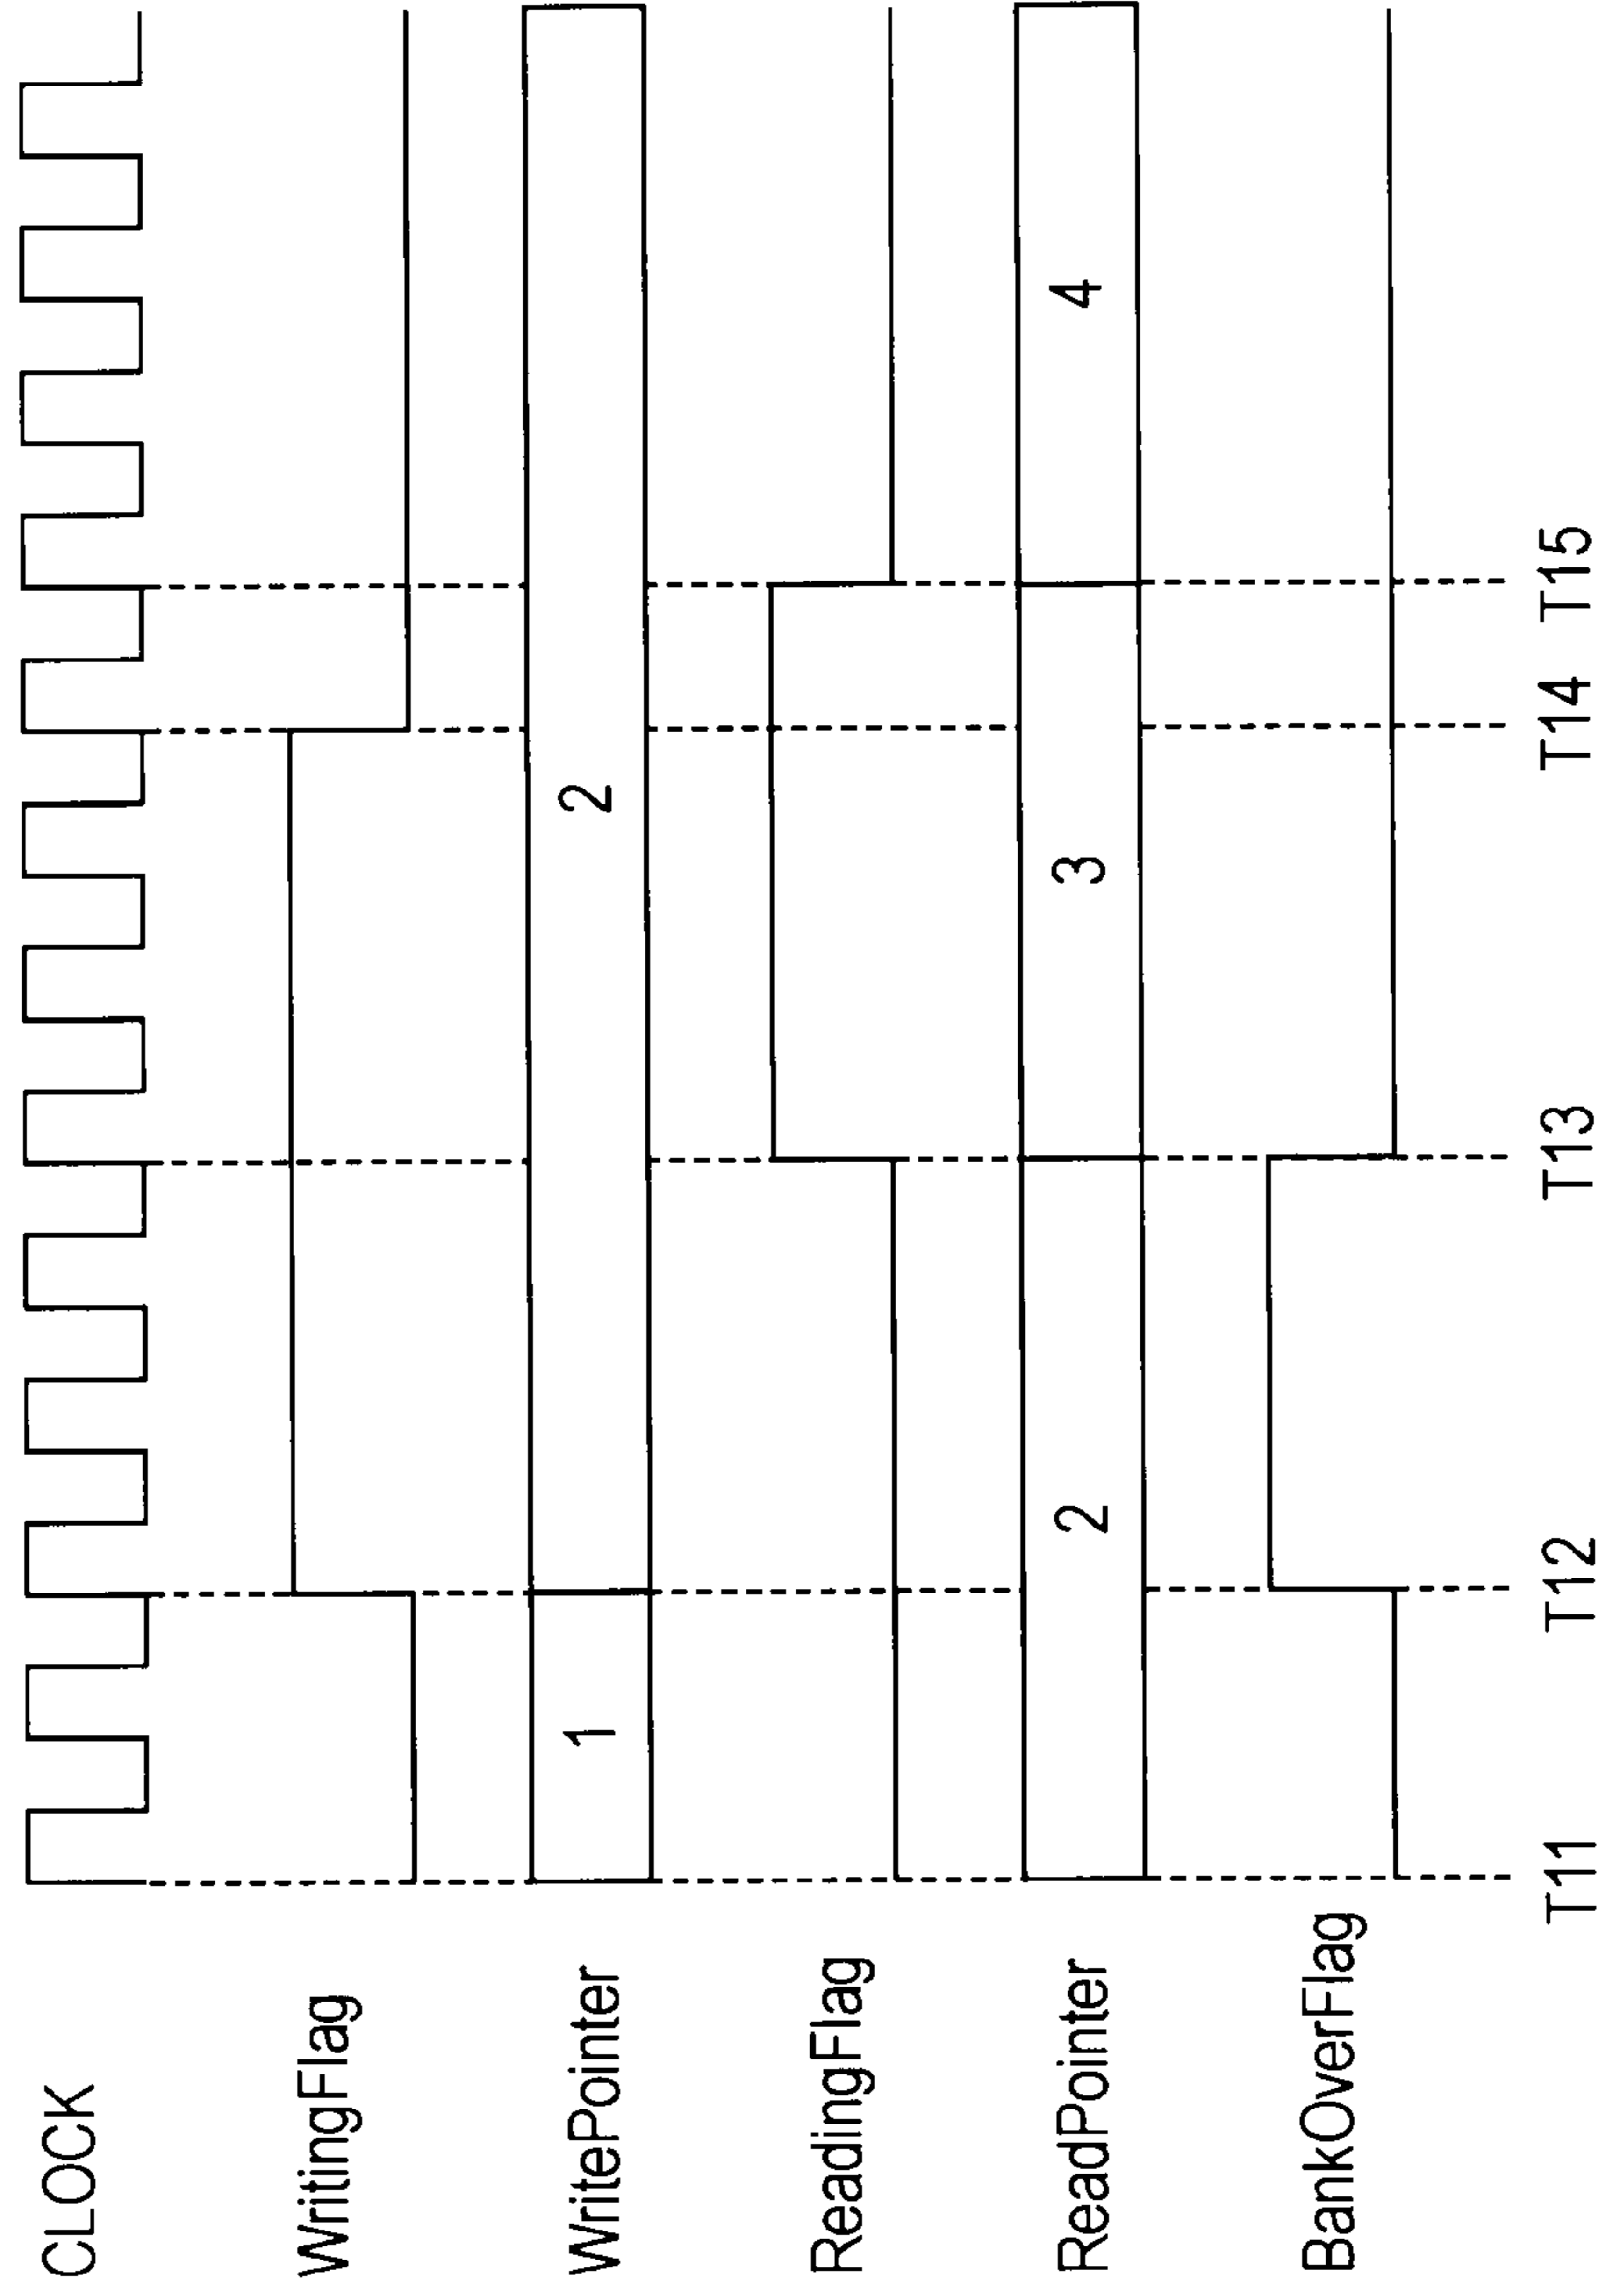 CLOCK
WritingFlag
WritePointer 1 2
ReadingFlag
ReadPointer 2 3 4
BankOverFlag
T11 T12 T13 T14 T15